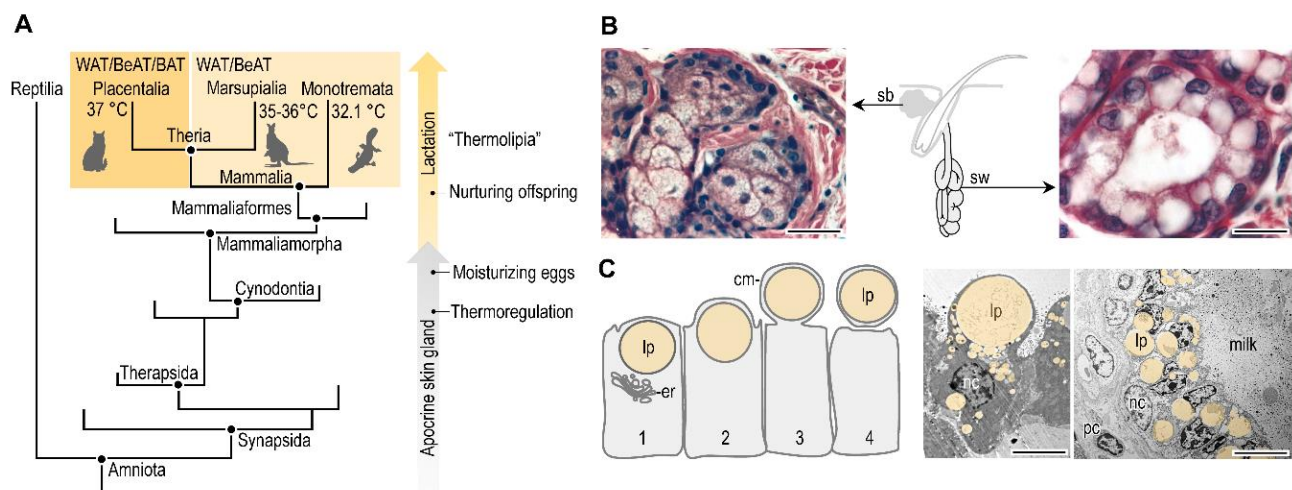 A
WAT/BeAT/BAT
WAT/BeAT
Reptilia
Placentalia
Marsupialia
Monotremata
37 °C
35-36°C
32.1 °C
Theria
Mammalia
Mammaliaformes
Mammaliamorpha
Cynodontia
Therapsida
Synapsida
Amniota
Lactation
Apocrine skin gland
"Thermolipia"
Nurturing offspring
Moisturizing eggs
Thermoregulation
B
sb
sw
C
cm
lp
lp
er
1
2
3
4
lp
nc
lp
milk
nc
pc